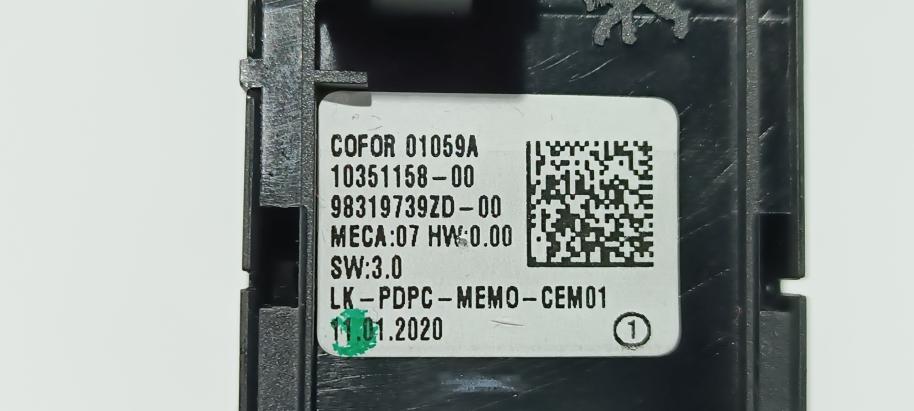 COFOR 01059A
10351158-00
98319739ZD-00
MECA:07 HW:0.00
SW:3.0
LK-PDPC-MEMO-CEM01
11.01.2020
1